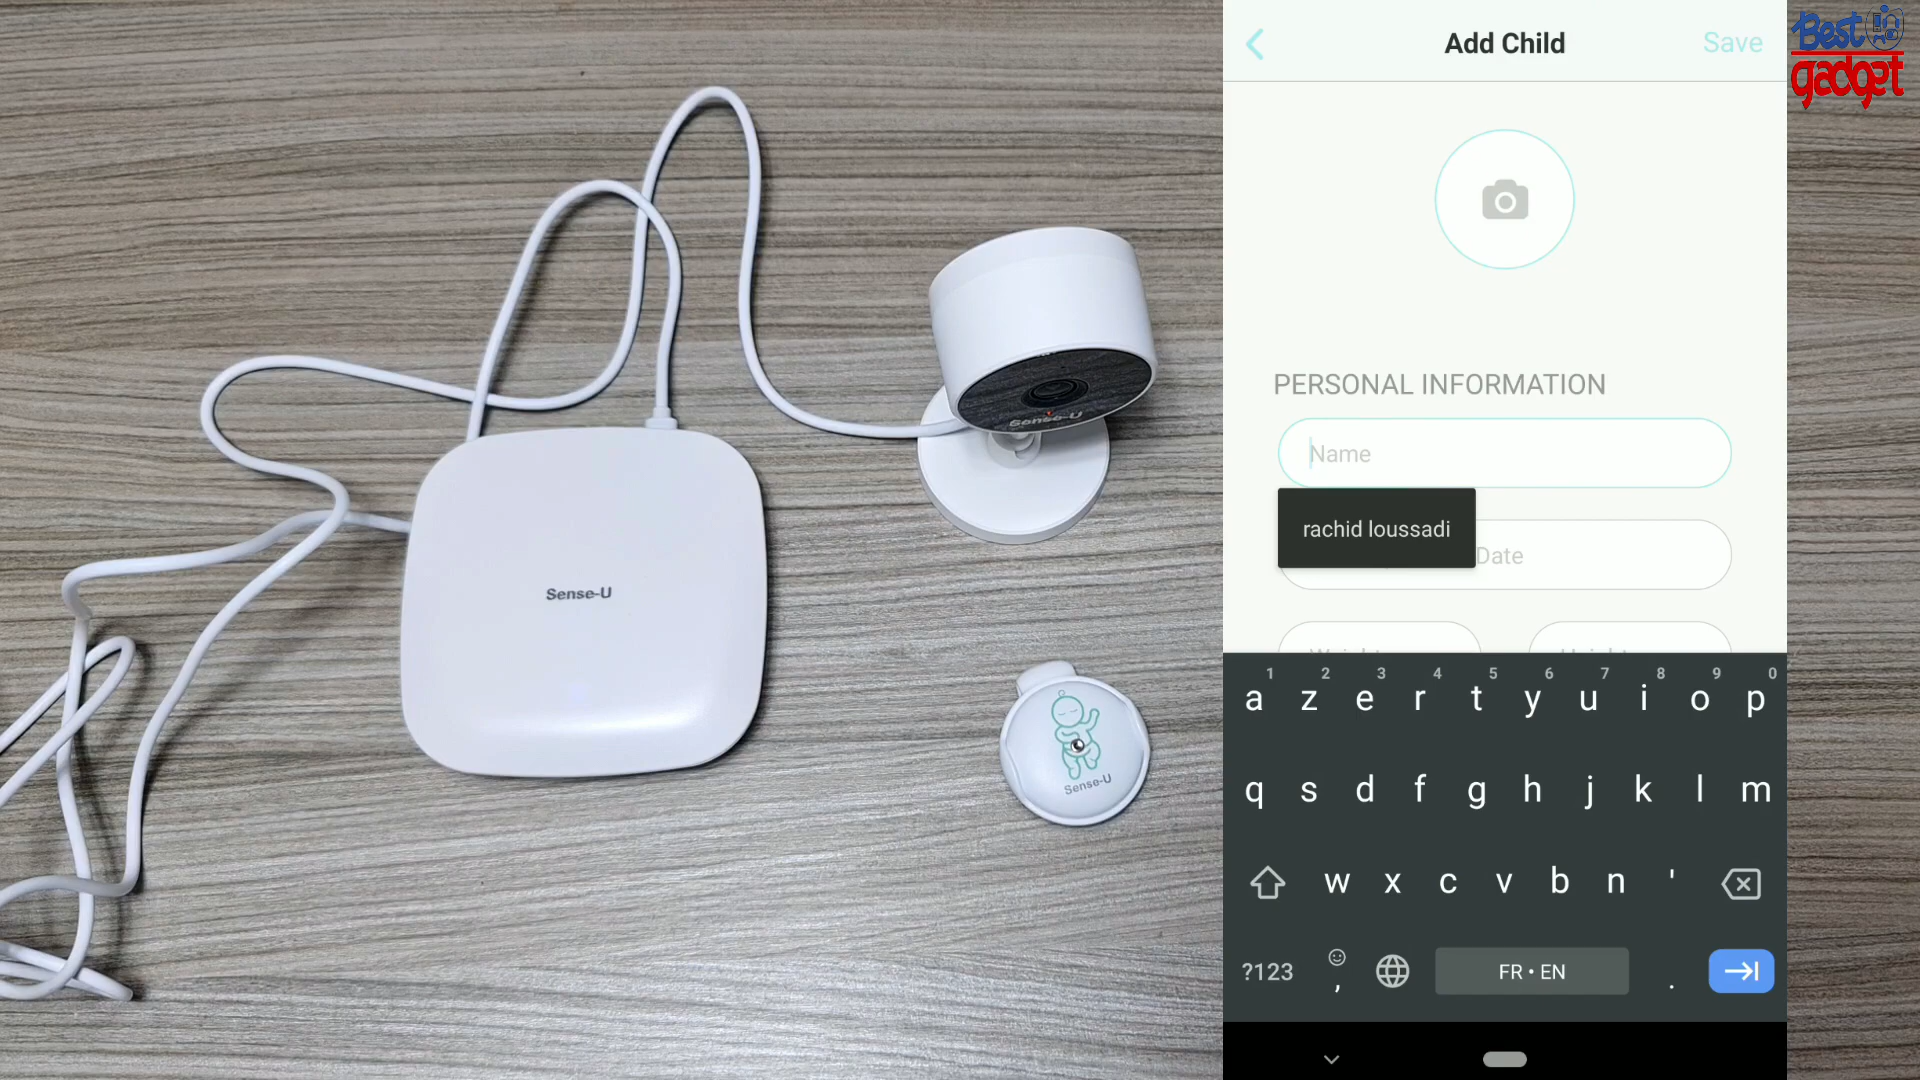 Add Child
Save
Best in
gadget
PERSONAL INFORMATION
Name
rachid loussadi
Date
Sense-U
Sense-U
Sense-U
1 2 3 4 5 6 7 8 9 0
a z e r t y u i o p
q s d f g h j k l m
w x c v b n '
?123 , FR • EN .